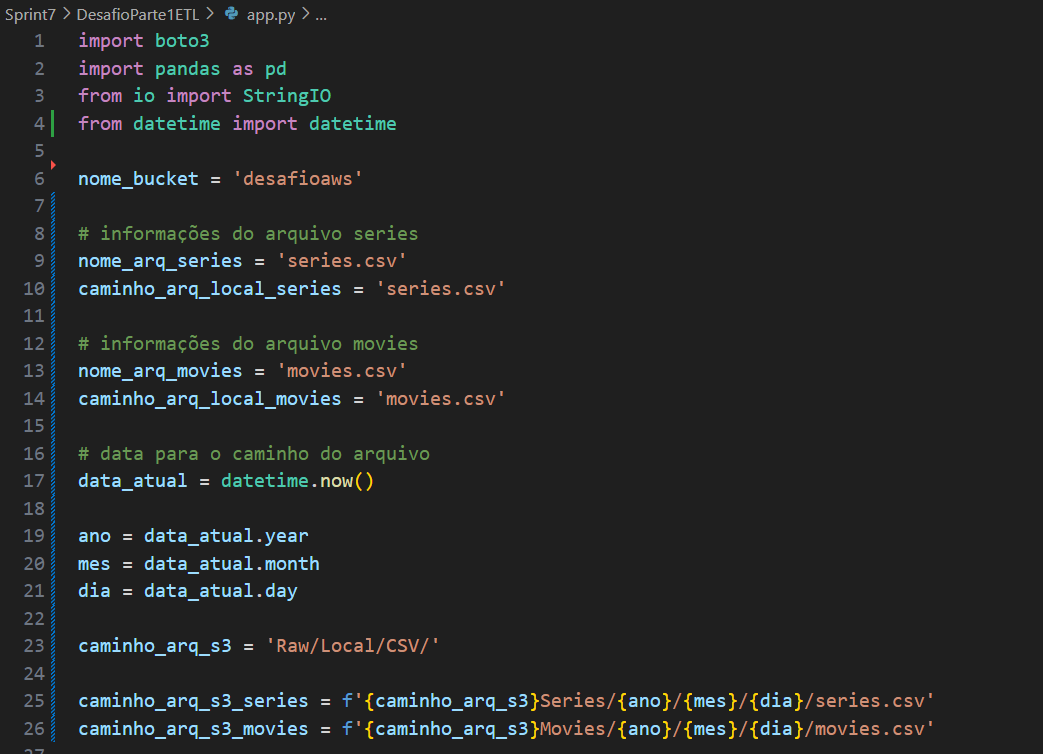 Sprint7 > DesafioParte1ETL > app.py > ...
1 import boto3
2 import pandas as pd
3 from io import StringIO
4 from datetime import datetime
5
6 nome_bucket = 'desafioaws'
7
8 # informações do arquivo series
9 nome_arq_series = 'series.csv'
10 caminho_arq_local_series = 'series.csv'
11
12 # informações do arquivo movies
13 nome_arq_movies = 'movies.csv'
14 caminho_arq_local_movies = 'movies.csv'
15
16 # data para o caminho do arquivo
17 data_atual = datetime.now()
18
19 ano = data_atual.year
20 mes = data_atual.month
21 dia = data_atual.day
22
23 caminho_arq_s3 = 'Raw/Local/CSV/'
24
25 caminho_arq_s3_series = f'{caminho_arq_s3}Series/{ano}/{mes}/{dia}/series.csv'
26 caminho_arq_s3_movies = f'{caminho_arq_s3}Movies/{ano}/{mes}/{dia}/movies.csv'